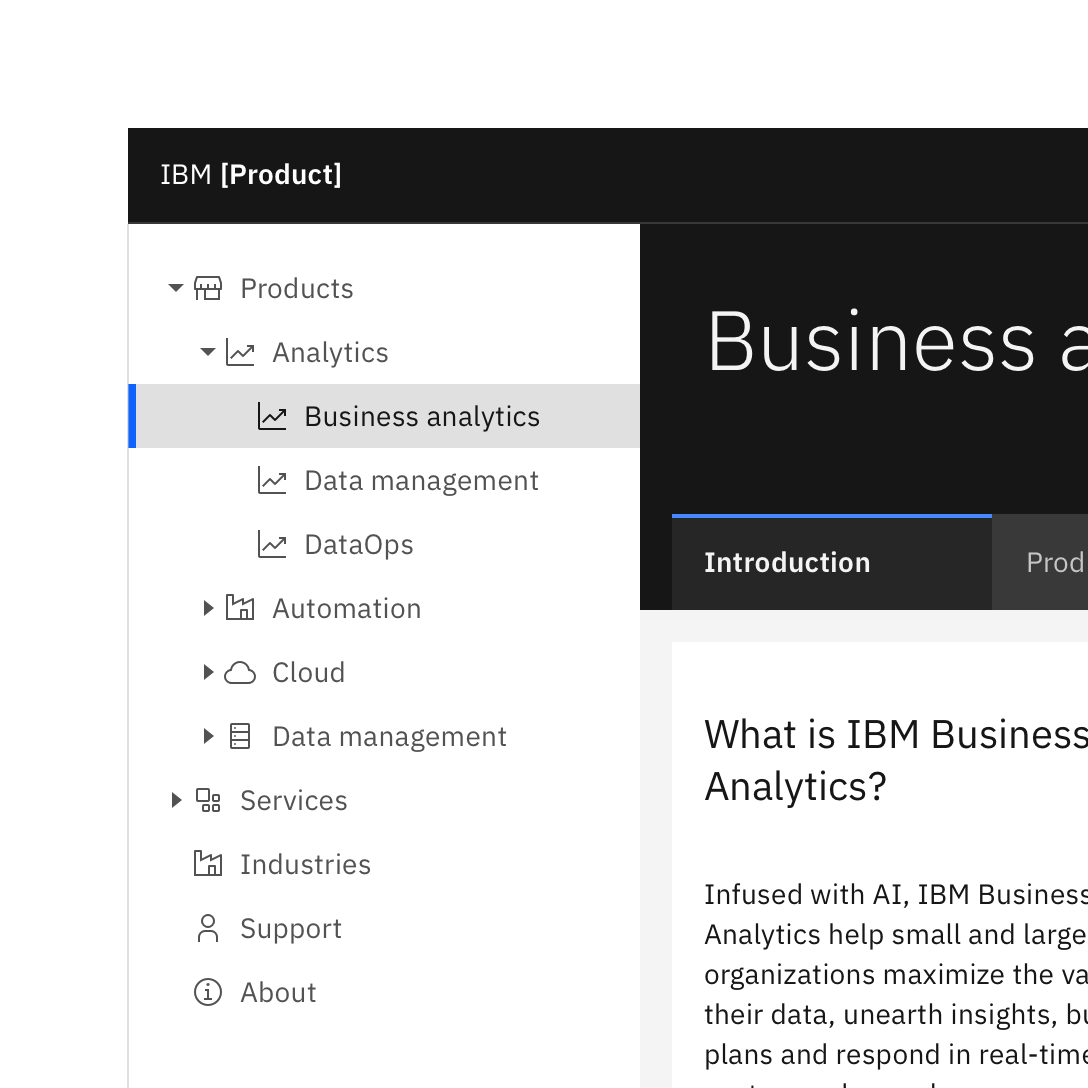 IBM [Product]
Products
Analytics
Business analytics
Data management
DataOps
Automation
Cloud
Data management
Services
Industries
Support
About
Business
Introduction
Prod
What is IBM Business
Analytics?
Infused with AI, IBM Business
Analytics help small and large
organizations maximize the va
their data, unearth insights, bu
plans and respond in real-time